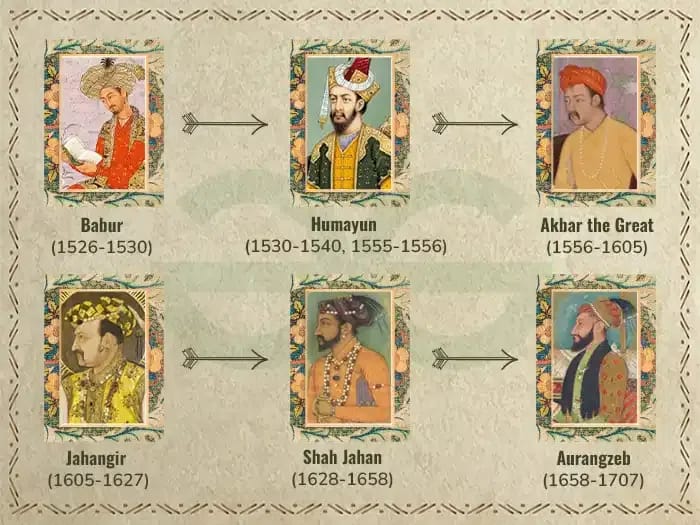 Babur
(1526-1530)
Humayun
(1530-1540, 1555-1556)
Akbar the Great
(1556-1605)
Jahangir
(1605-1627)
Shah Jahan
(1628-1658)
Aurangzeb
(1658-1707)